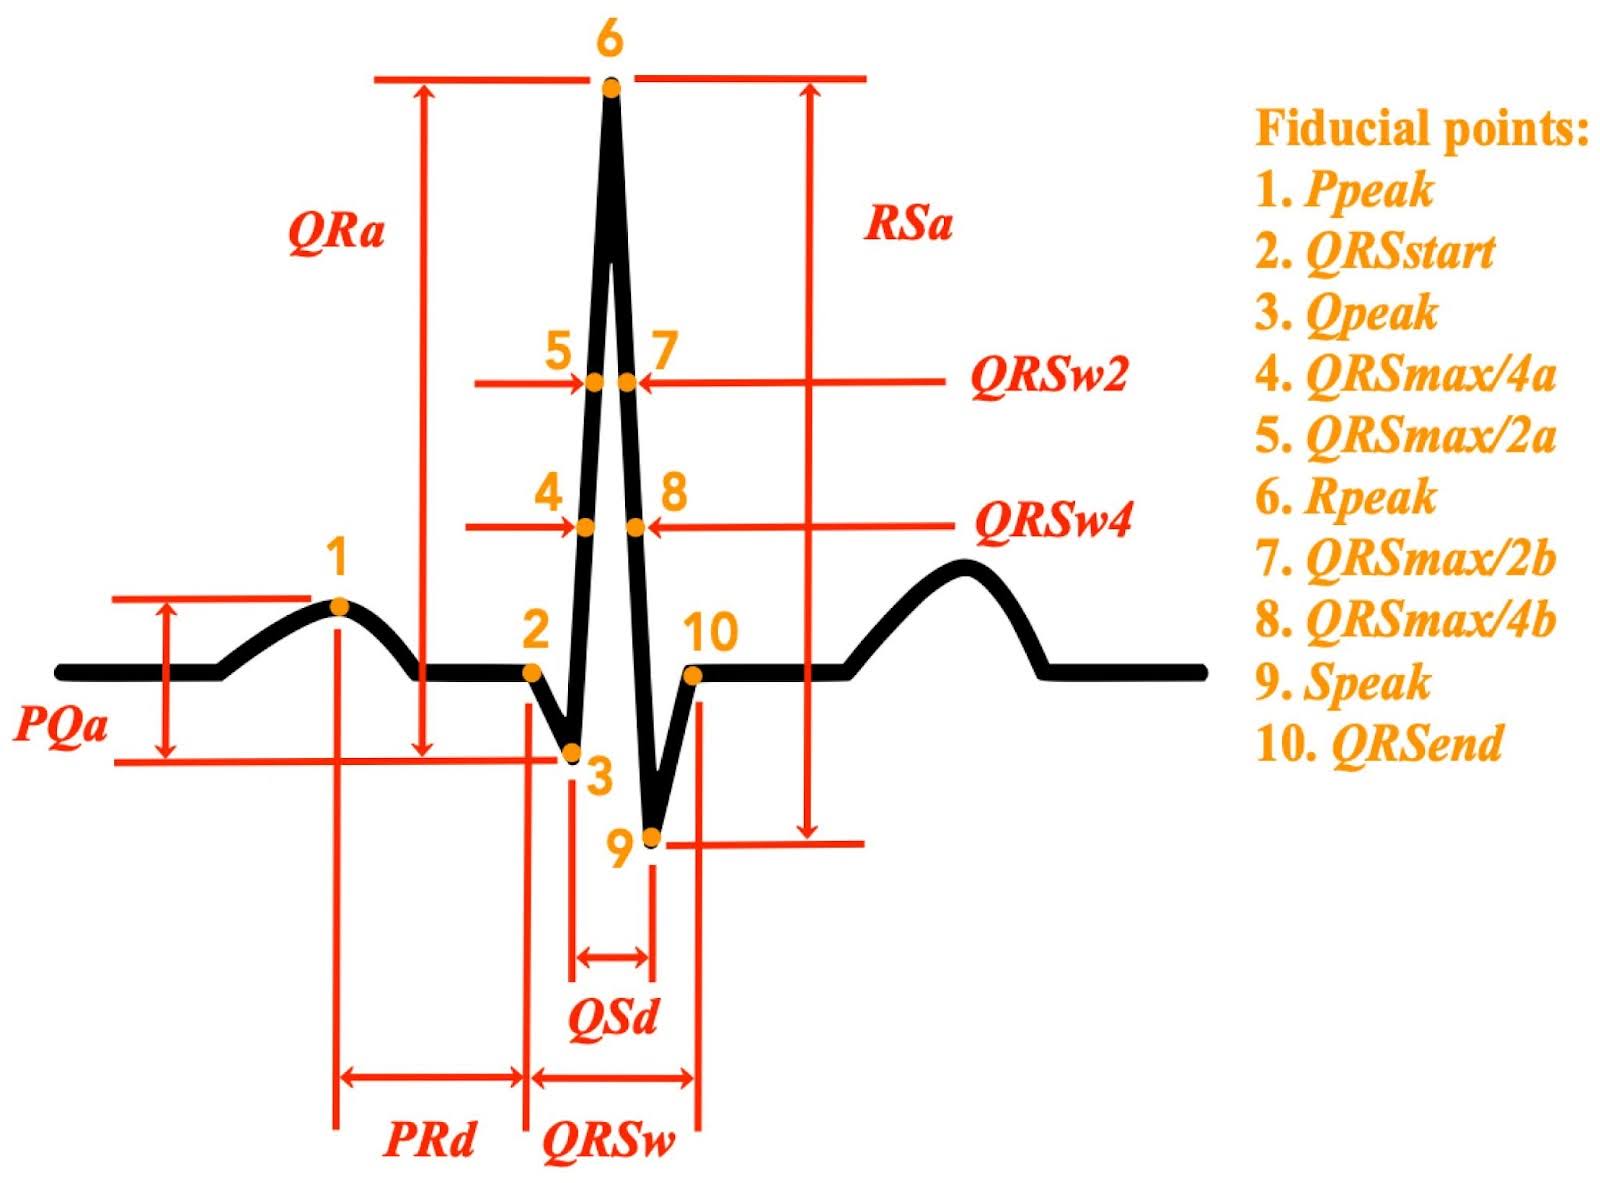 6
QRa
RSa
5
7
QRSw2
4
8
QRSw4
1
2
10
PQa
3
9
QSd
PRd
QRSw
Fiducial points:
1. Ppeak
2. QRSstart
3. Qpeak
4. QRSmax/4a
5. QRSmax/2a
6. Rpeak
7. QRSmax/2b
8. QRSmax/4b
9. Speak
10. QRSend